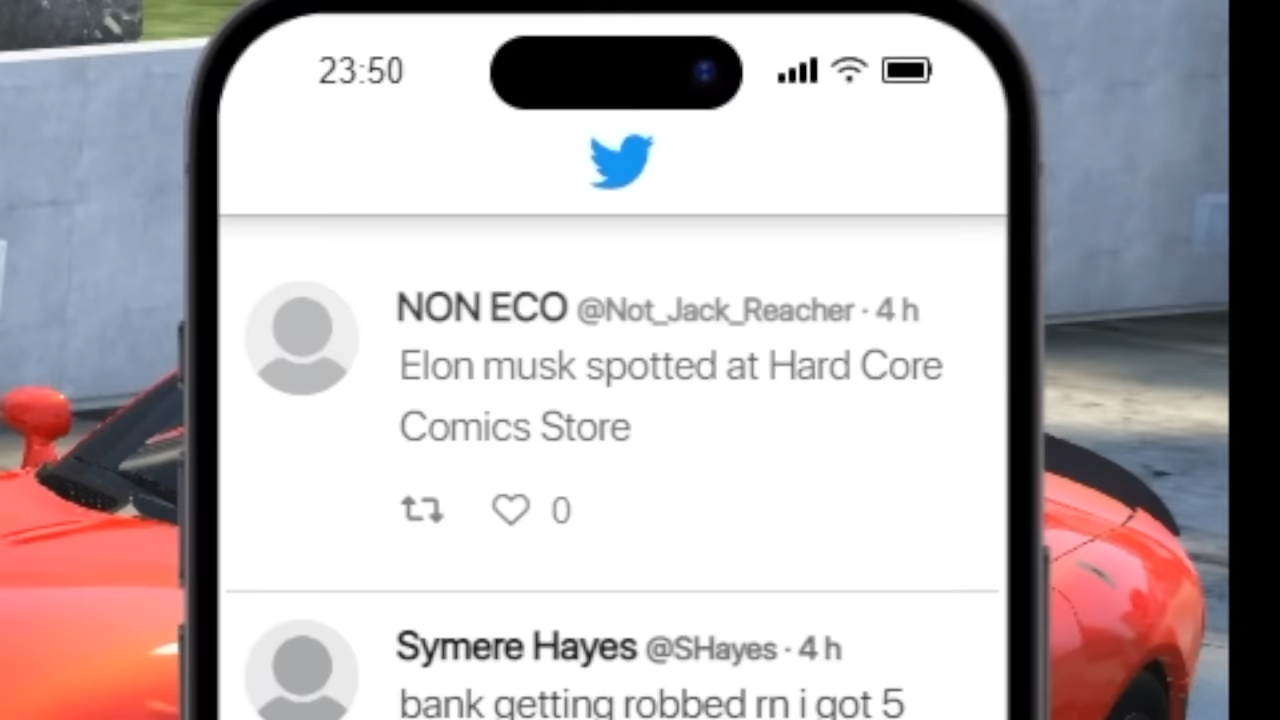 23:50
NON ECO @Not_Jack_Reacher · 4 h
Elon musk spotted at Hard Core
Comics Store
0
Symere Hayes @SHayes · 4 h
bank getting robbed rn i got 5